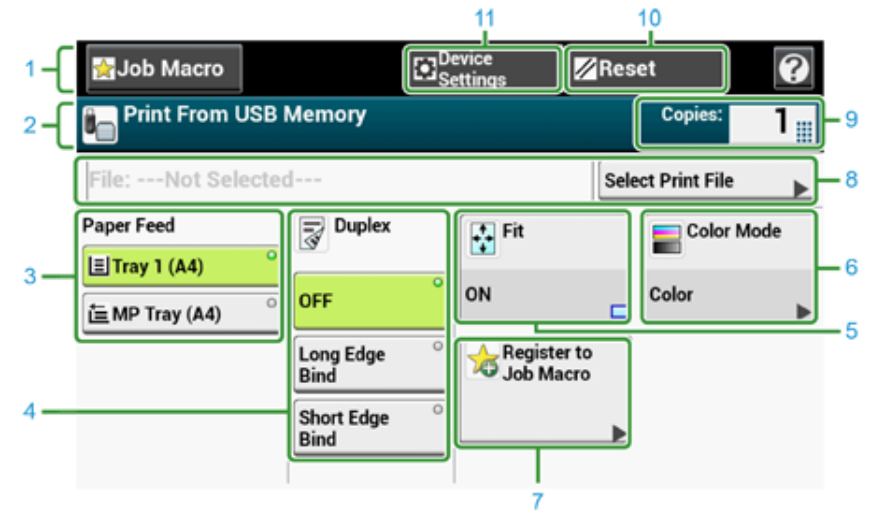 11
10
1
Job Macro
Device
Settings
Reset
?
2
Print From USB Memory
Copies:
1
9
File: ---Not Selected---
Select Print File
8
Paper Feed
Duplex
Fit
Color Mode
3
Tray 1 (A4)
MP Tray (A4)
OFF
ON
Color
6
5
4
Long Edge
Bind
Short Edge
Bind
Register to
Job Macro
7